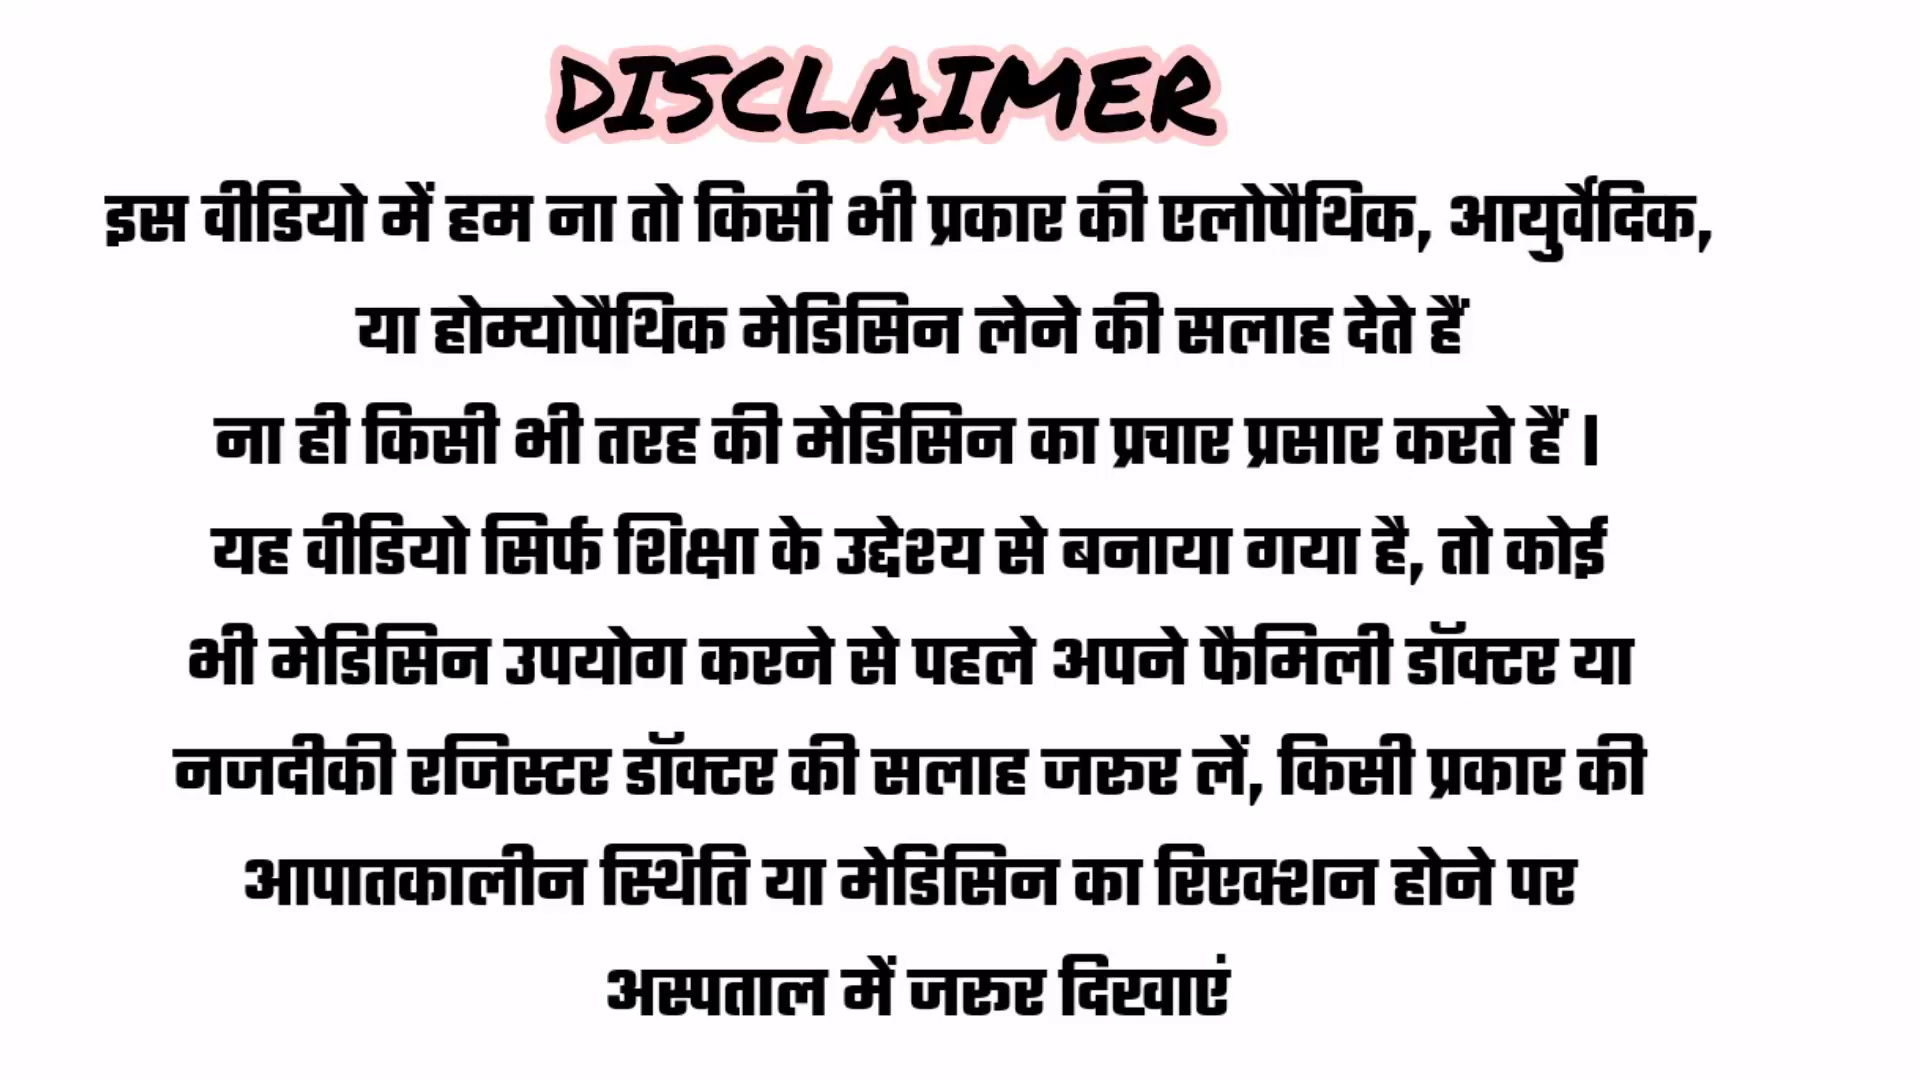 DISCLAIMER
इस वीडियो में हम ना तो किसी भी प्रकार की एलोपैथिक, आयुर्वैदिक,
या होम्योपैथिक मेडिसिन लेने की सलाह देते हैं
ना ही किसी भी तरह की मेडिसिन का प्रचार प्रसार करते हैं ।
यह वीडियो सिर्फ शिक्षा के उद्देश्य से बनाया गया है, तो कोई
भी मेडिसिन उपयोग करने से पहले अपने फैमिली डॉक्टर या
नजदीकी रजिस्टर डॉक्टर की सलाह जरूर लें, किसी प्रकार की
आपातकालीन स्थिति या मेडिसिन का रिएक्शन होने पर
अस्पताल में जरूर दिखाएं